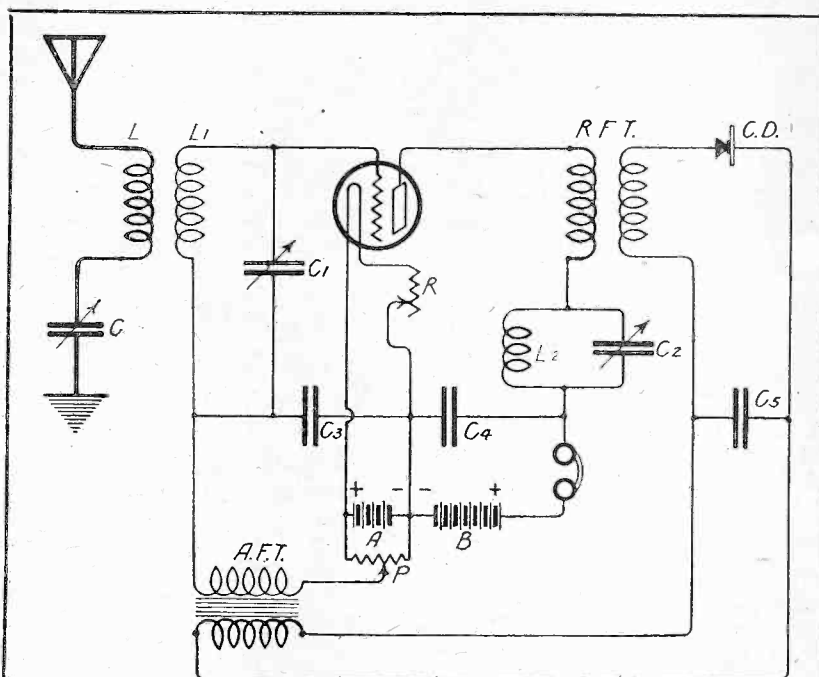 L
L1
R F T.
C.D.
C1
R
C
L2
C2
C3
C4
C5
+ - - +
A
B
A.F.T.
P